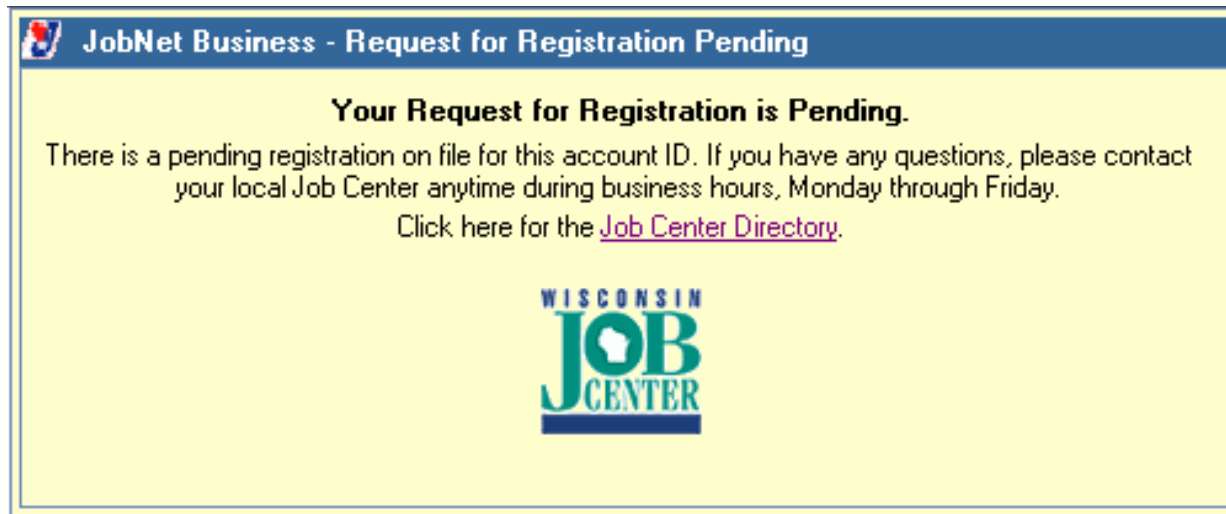 JobNet Business - Request for Registration Pending
Your Request for Registration is Pending.
There is a pending registration on file for this account ID. If you have any questions, please contact
your local Job Center anytime during business hours, Monday through Friday.
Click here for the Job Center Directory.
WISCONSIN
JOB
CENTER